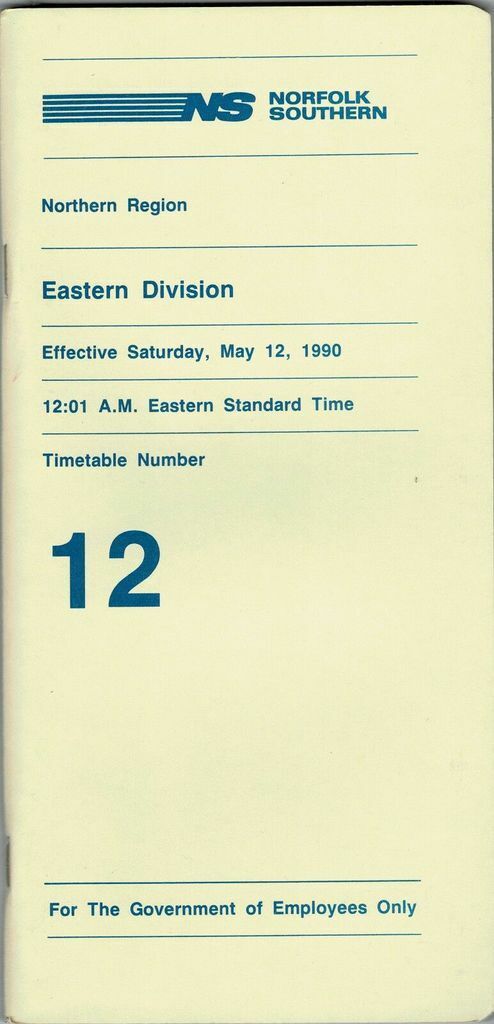 NS NORFOLK
SOUTHERN
Northern Region
Eastern Division
Effective Saturday, May 12, 1990
12:01 A.M. Eastern Standard Time
Timetable Number
12
For The Government of Employees Only